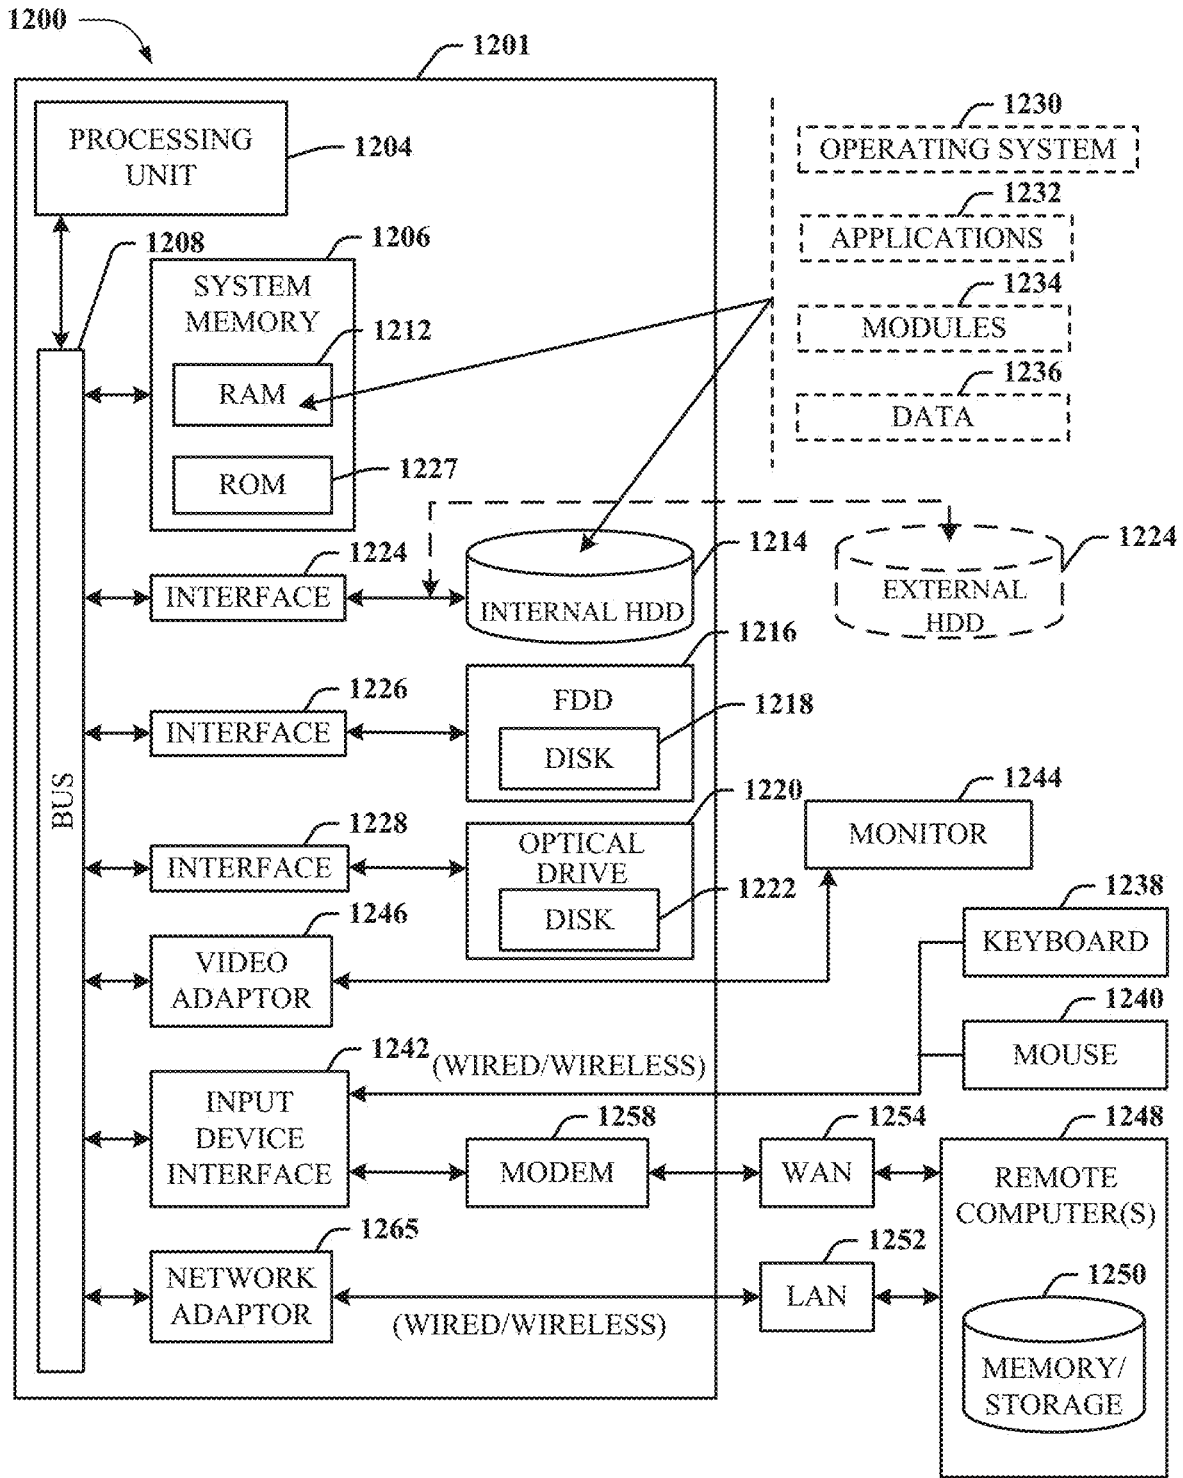 1200
1201
PROCESSING
UNIT
1204
1208
1206
SYSTEM
MEMORY
1212
RAM
1227
ROM
1230
OPERATING SYSTEM
1232
APPLICATIONS
1234
MODULES
1236
DATA
1224
INTERFACE
1214
INTERNAL HDD
1224
EXTERNAL
HDD
1226
INTERFACE
1216
FDD
1218
DISK
BUS
1228
INTERFACE
1220
OPTICAL
DRIVE
1222
DISK
1244
MONITOR
1246
VIDEO
ADAPTOR
1238
KEYBOARD
1240
MOUSE
1242
(WIRED/WIRELESS)
INPUT
DEVICE
INTERFACE
1258
MODEM
1254
WAN
1248
REMOTE
COMPUTER(S)
1265
NETWORK
ADAPTOR
(WIRED/WIRELESS)
1252
LAN
1250
MEMORY/
STORAGE